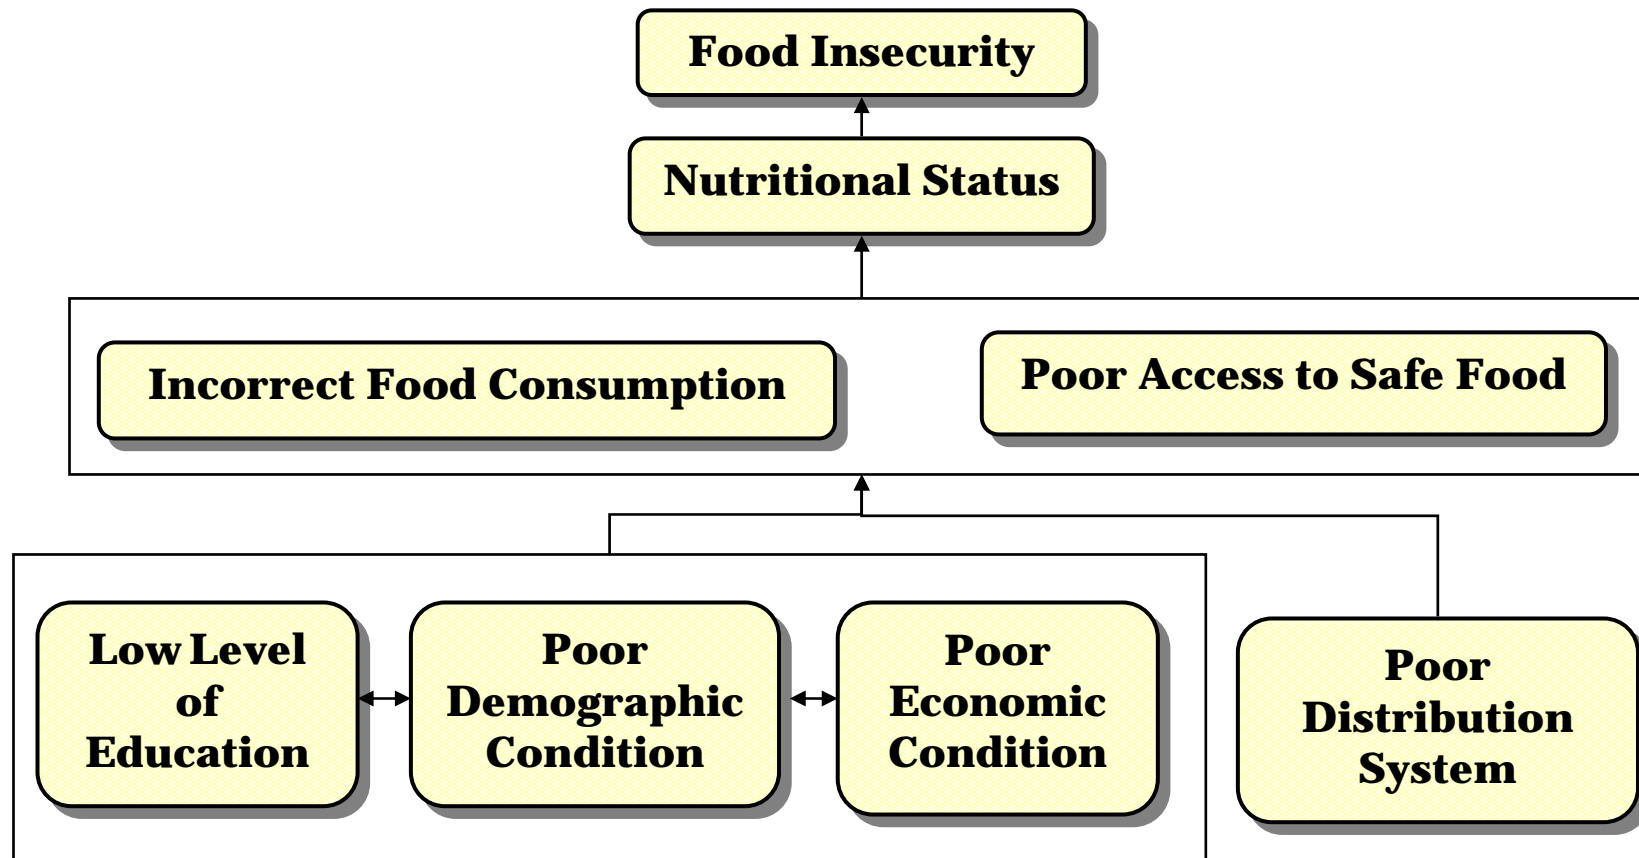 Food Insecurity
Nutritional Status
Incorrect Food Consumption
Poor Access to Safe Food
Low Level
of
Education
Poor
Demographic
Condition
Poor
Economic
Condition
Poor
Distribution
System